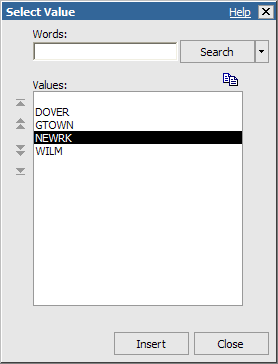 Select Value Help
Words:
Search
Values:
DOVER
GTOWN
NEWRK
WILM
Insert Close